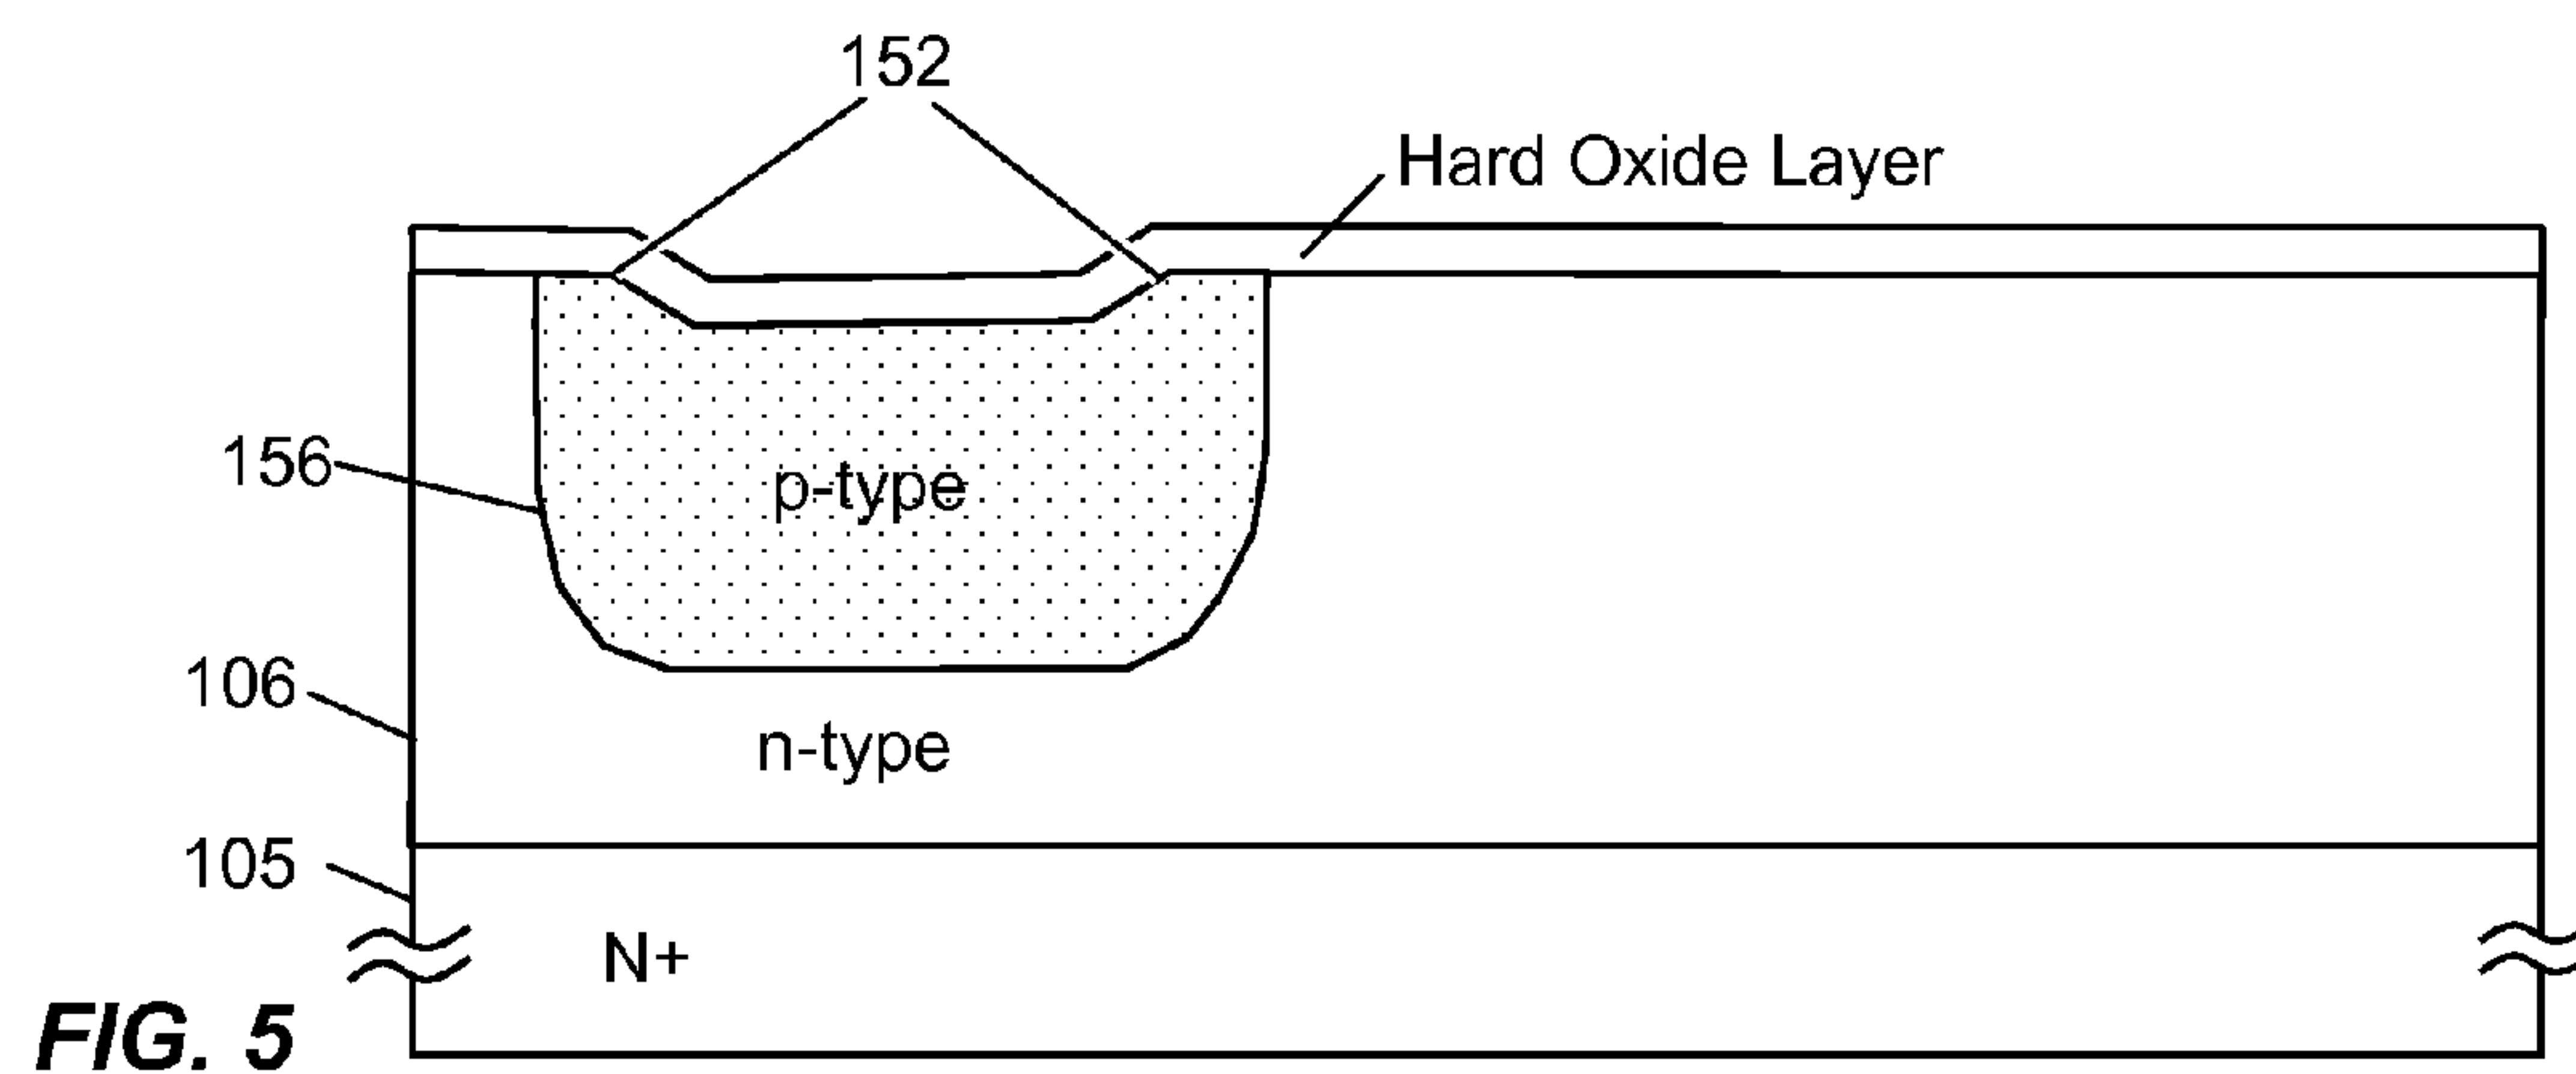 152
Hard Oxide Layer
156
p-type
106
n-type
105
N+
FIG. 5